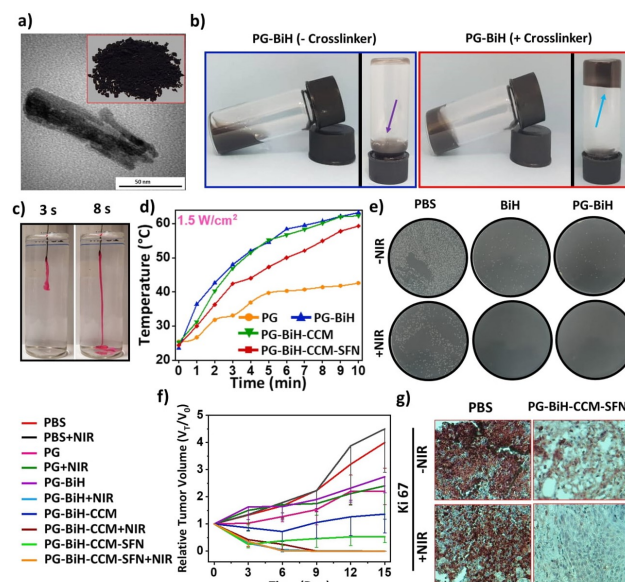 a)
50 nm
b)
PG-BiH (- Crosslinker)
PG-BiH (+ Crosslinker)
c)
3 s
8 s
d)
1.5 W/cm²
Temperature (°C)
60
50
40
30
20
0 1 2 3 4 5 6 7 8 9 10
Time (min)
PG
PG-BiH
PG-BiH-CCM
PG-BiH-CCM-SFN
e)
PBS
BiH
PG-BiH
-NIR
+NIR
PBS
PBS+NIR
PG
PG+NIR
PG-BiH
PG-BiH+NIR
PG-BiH-CCM
PG-BiH-CCM+NIR
PG-BiH-CCM-SFN
PG-BiH-CCM-SFN+NIR
f)
Relative Tumor Volume (VT/V0)
5
4
3
2
1
0
0 3 6 9 12 15
g)
PBS
PG-BiH-CCM-SFN
Ki 67
-NIR
+NIR